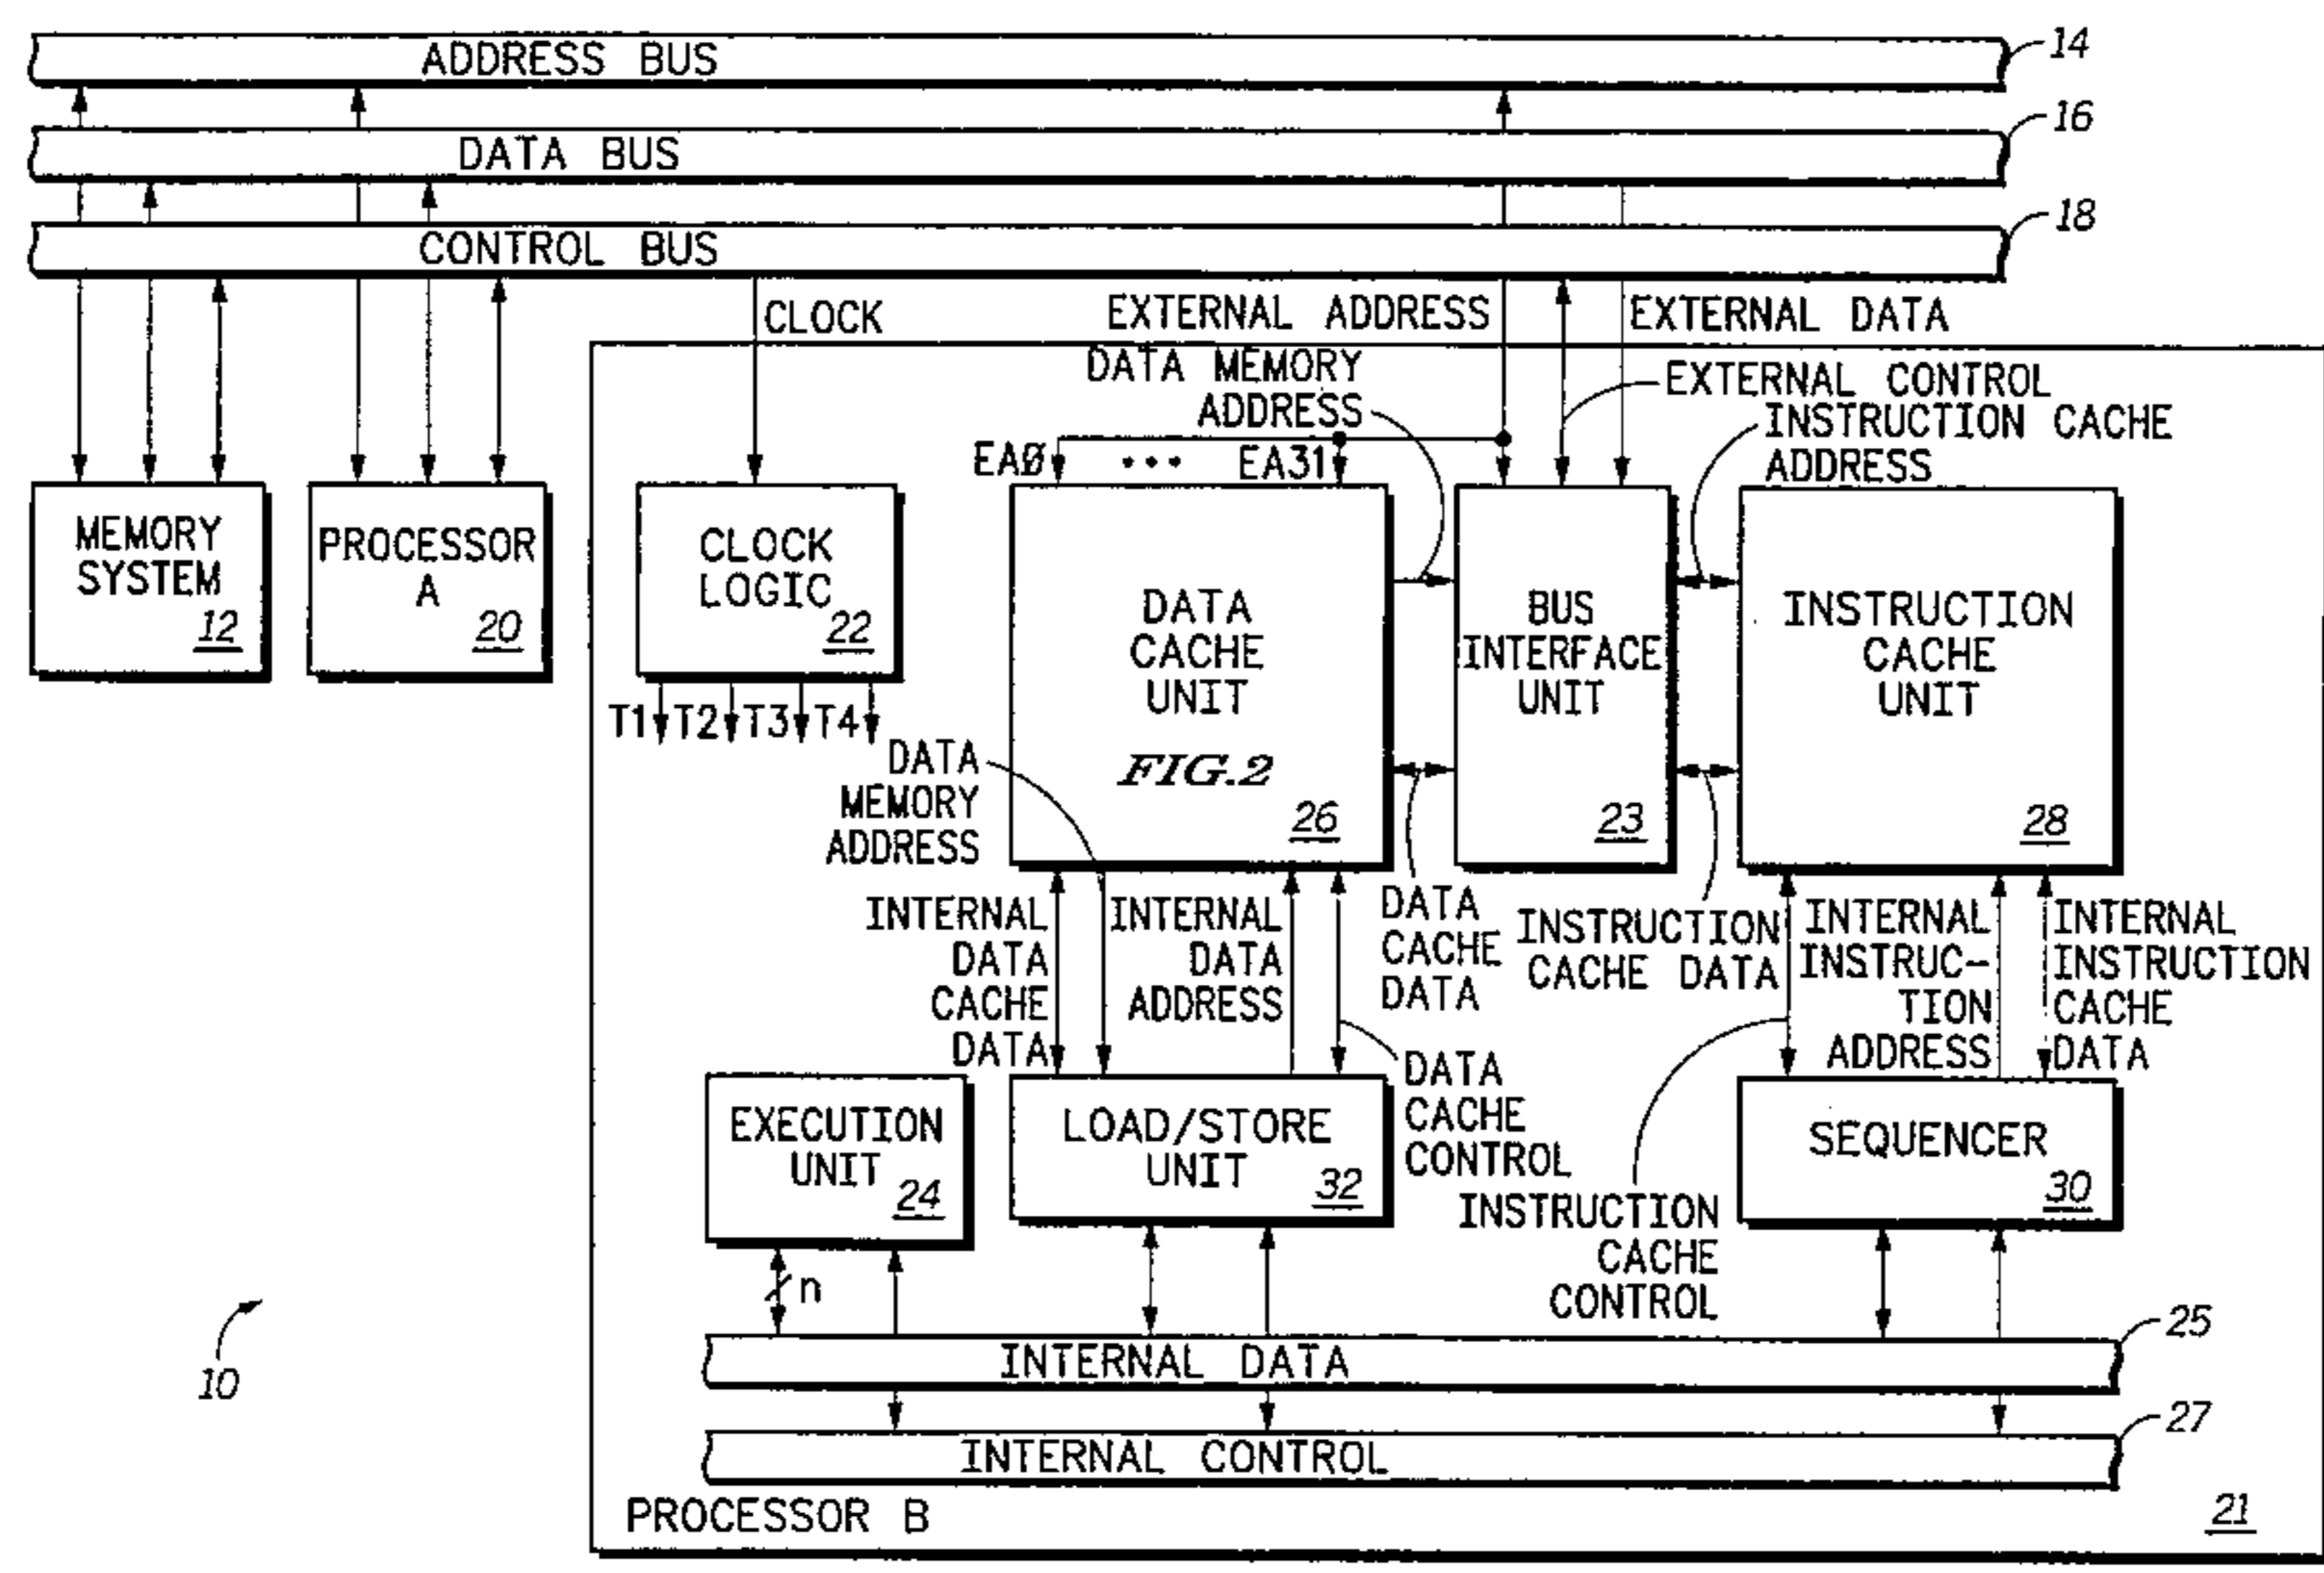 ADDRESS BUS
14
DATA BUS
16
CONTROL BUS
18
CLOCK
EXTERNAL ADDRESS
EXTERNAL DATA
DATA MEMORY
ADDRESS
EXTERNAL CONTROL
INSTRUCTION CACHE
ADDRESS
EAØ
•••
EA31
MEMORY
SYSTEM
12
PROCESSOR
A
20
CLOCK
LOGIC
22
T1
T2
T3
T4
DATA
CACHE
UNIT
FIG.2
26
BUS
INTERFACE
UNIT
23
INSTRUCTION
CACHE
UNIT
28
DATA
MEMORY
ADDRESS
INTERNAL
DATA
CACHE
DATA
INTERNAL
DATA
ADDRESS
DATA
CACHE
DATA
INSTRUCTION
CACHE DATA
INTERNAL
INSTRUC-
TION
ADDRESS
INTERNAL
INSTRUCTION
CACHE
DATA
DATA
CACHE
CONTROL
EXECUTION
UNIT
24
LOAD/STORE
UNIT
32
SEQUENCER
30
INSTRUCTION
CACHE
CONTROL
n
10
INTERNAL DATA
25
INTERNAL CONTROL
27
PROCESSOR B
21